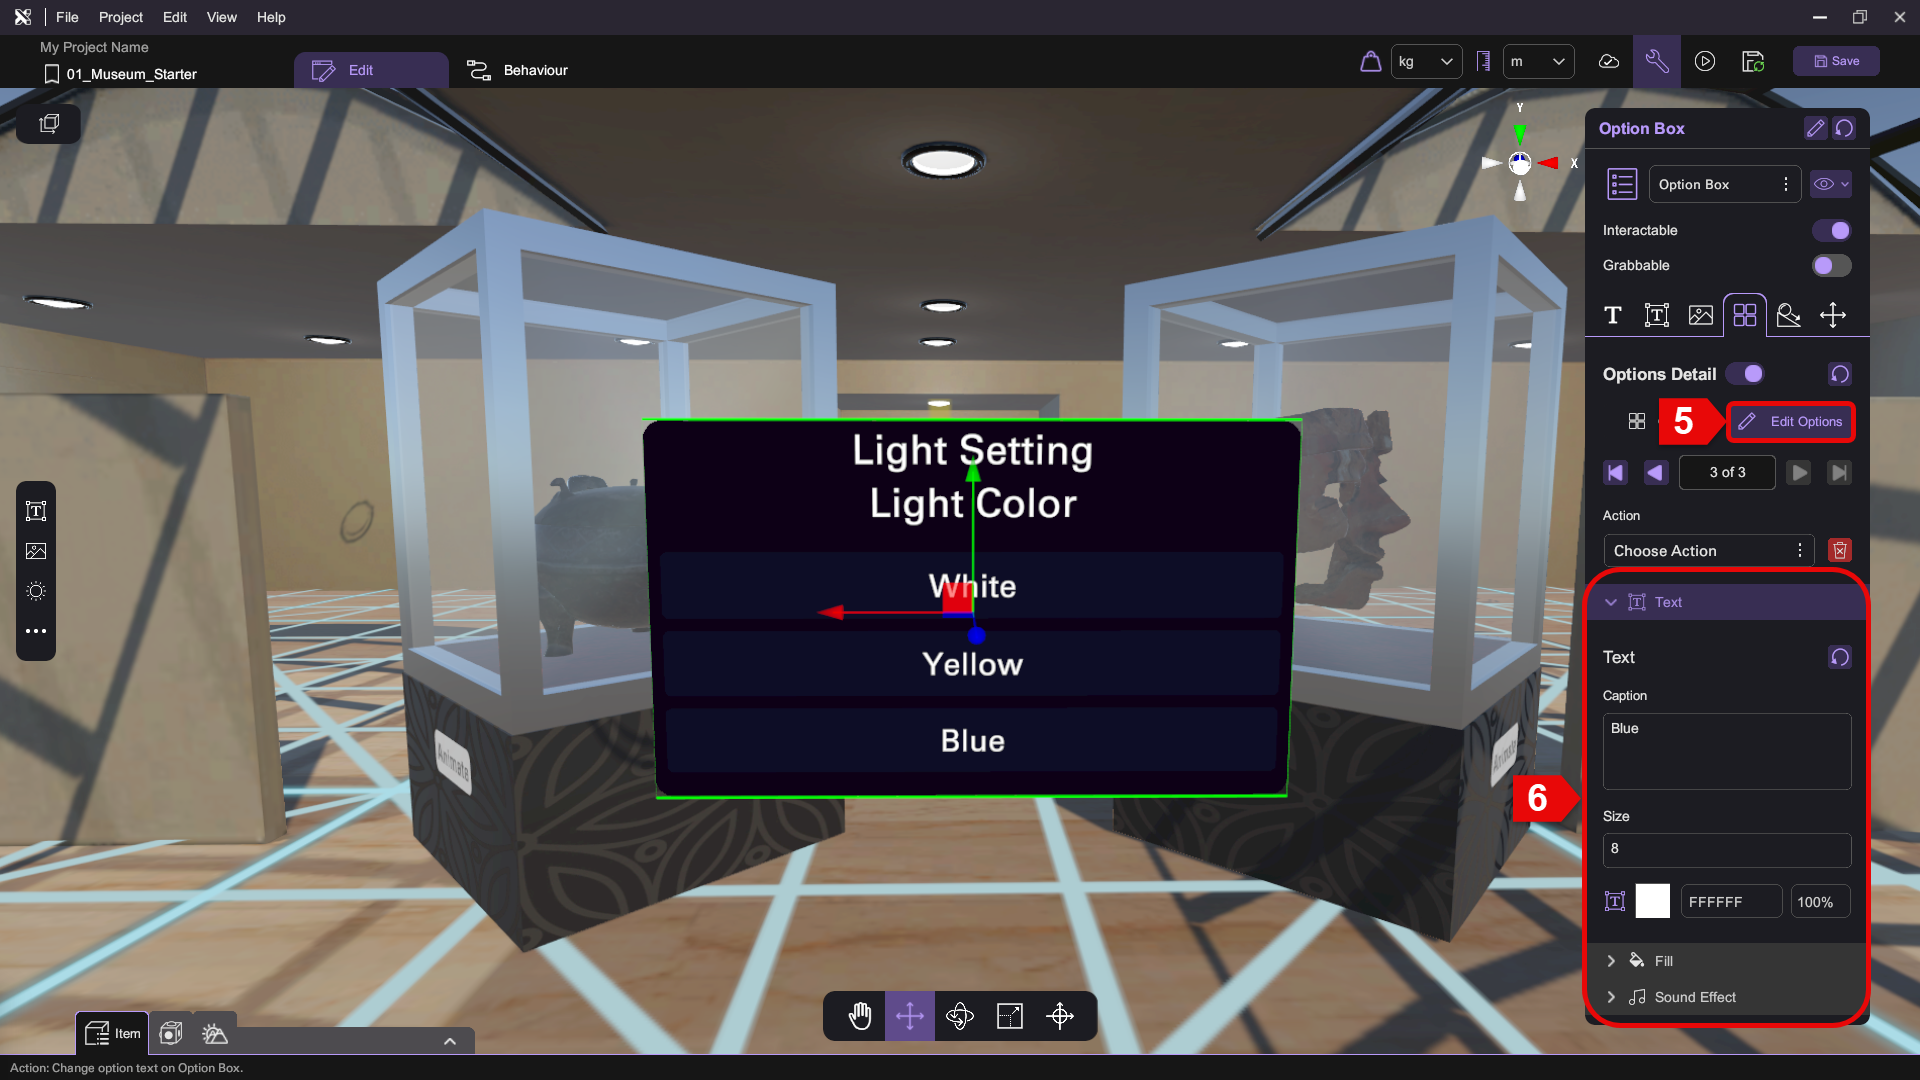 File Project Edit View Help
My Project Name
01_Museum_Starter
Edit
Behaviour
kg
m
Save
Y
X
Option Box
Option Box
Interactable
Grabbable
T T
Options Detail
5
Edit Options
3 of 3
Action
Choose Action
Light Setting
Light Color
White
Yellow
Blue
T
T Text
Text
Caption
Blue
6
Size
8
T FFFFFF 100%
Fill
Sound Effect
Animate
Item
Action: Change option text on Option Box.